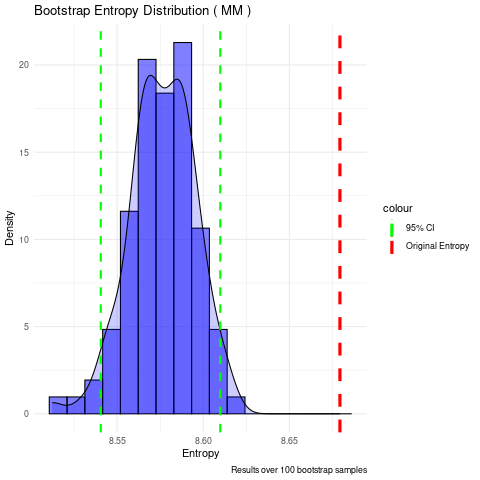 Bootstrap Entropy Distribution ( MM )
Density
20
15
10
5
0
8.55
8.60
8.65
Entropy
colour
95% CI
Original Entropy
Results over 100 bootstrap samples